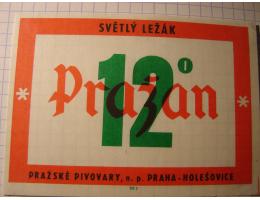 SVĚTLÝ LEŽÁK
12°
Pražan
PRAŽSKÉ PIVOVARY, n. p. PRAHA-HOLEŠOVICE